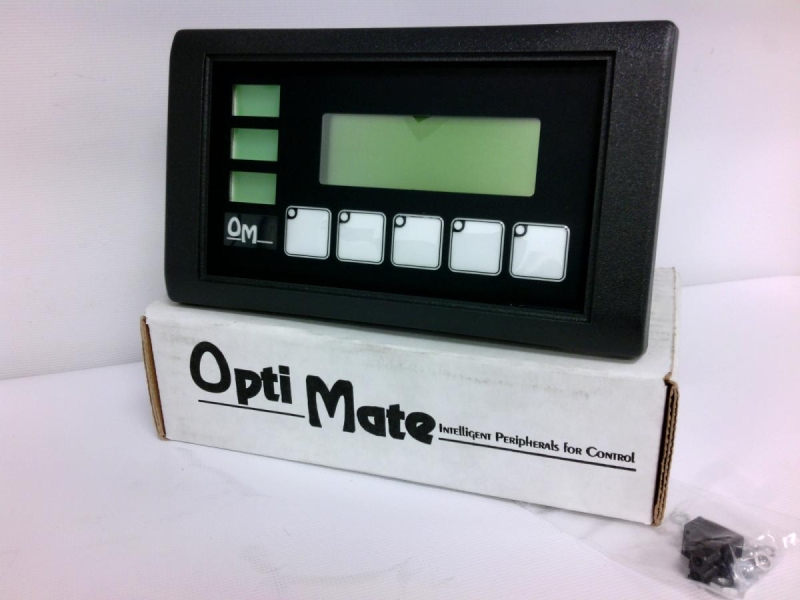 OM
Opti Mate
Intelligent Peripherals for Control